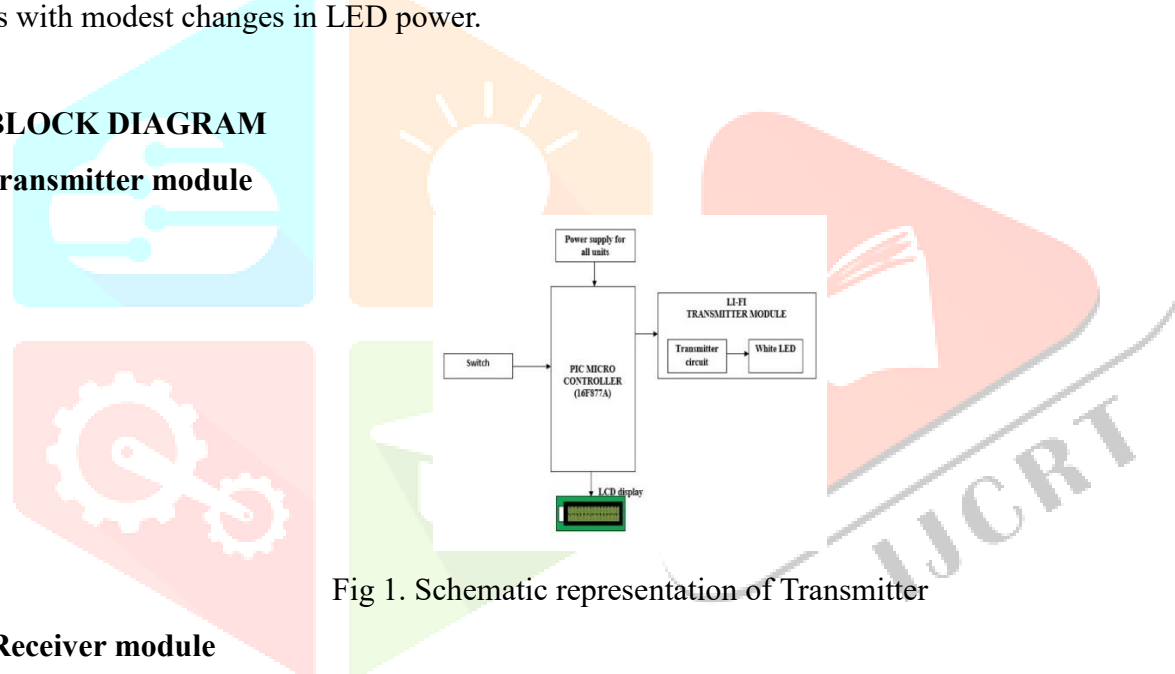 s with modest changes in LED power.
BLOCK DIAGRAM
ransmitter module
Power supply for
all units
LI-FI
TRANSMITTER MODULE
Transmitter
circuit
White LED
Switch
PIC MICRO
CONTROLLER
(16F877A)
LCD display
IJCRT
Fig 1. Schematic representation of Transmitter
Receiver module